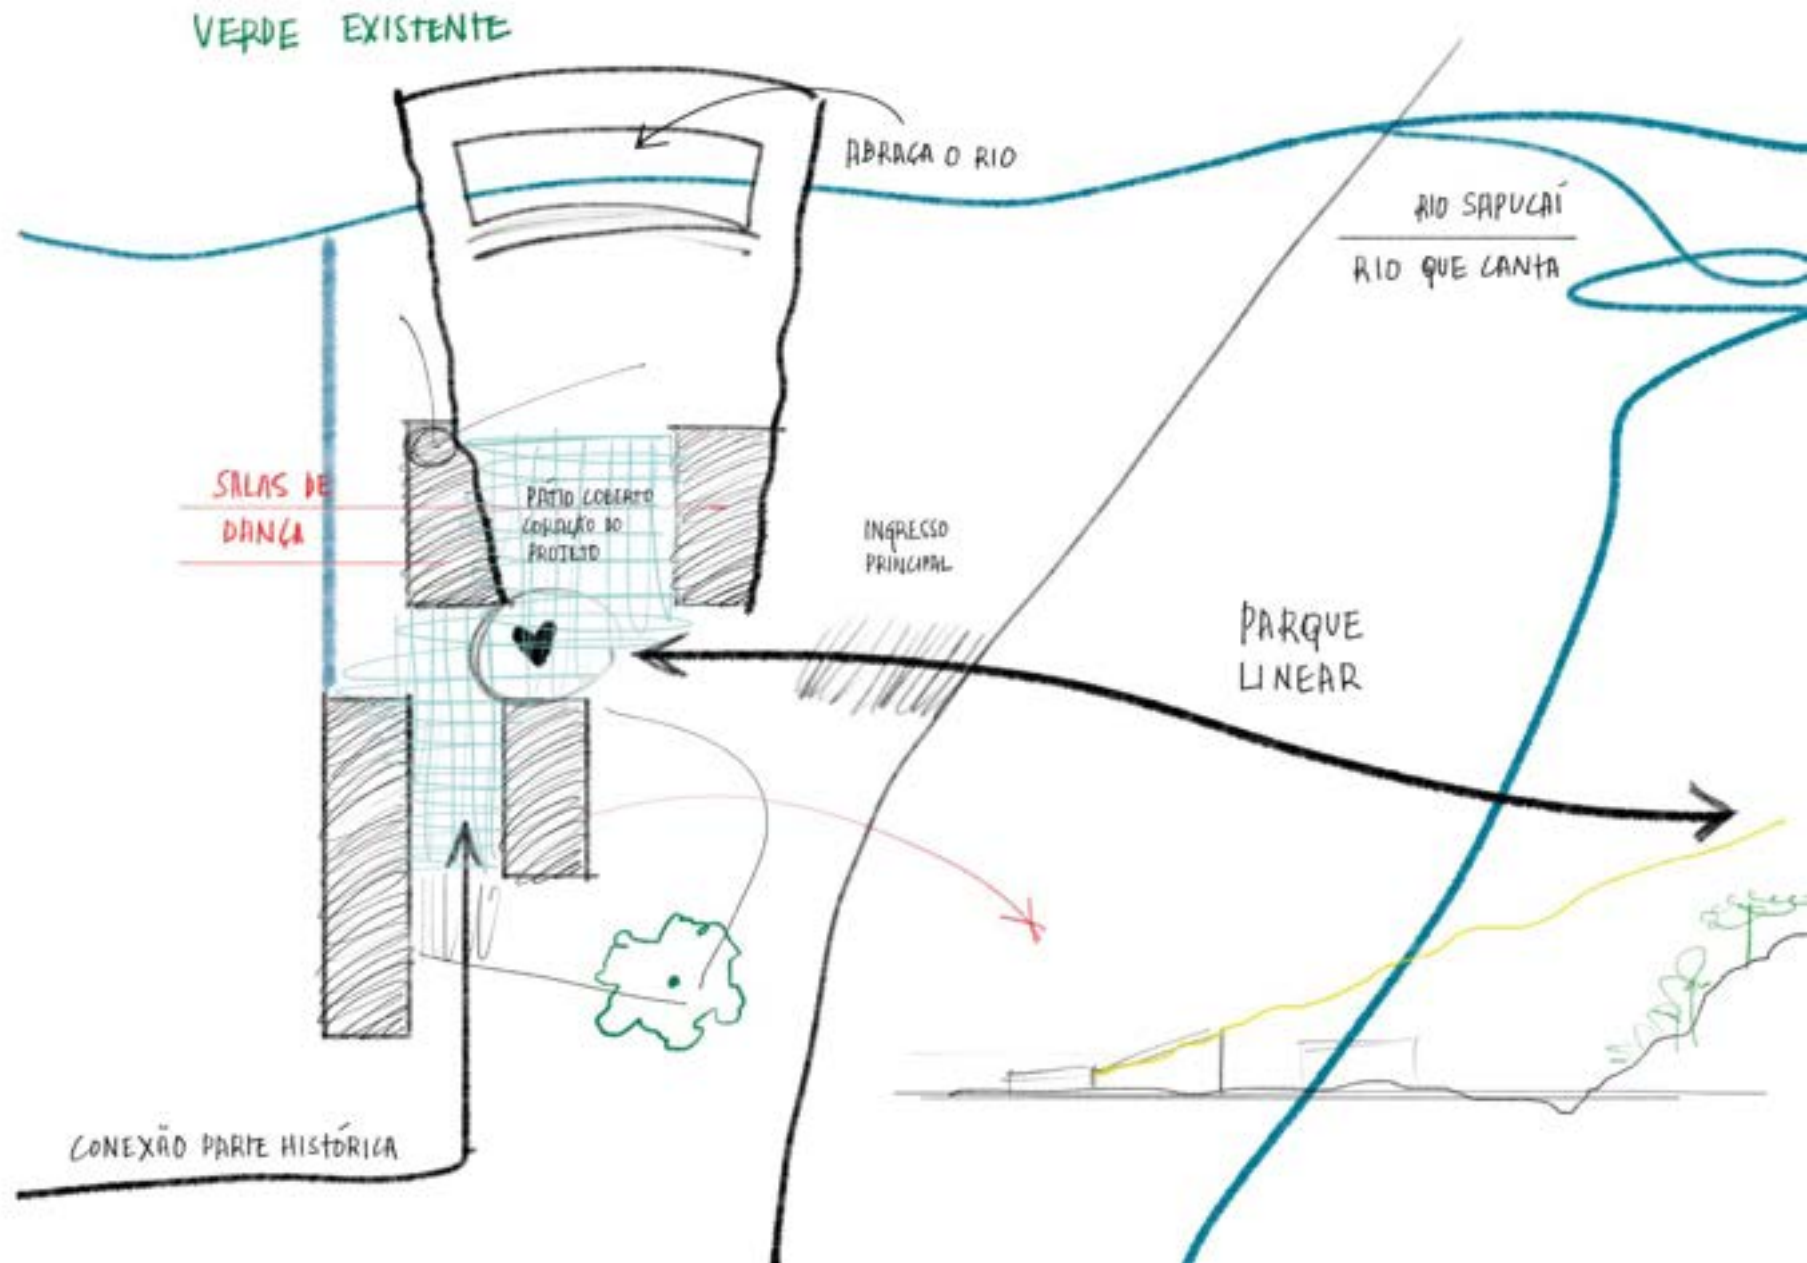 VERDE EXISTENTE
ABRAÇA O RIO
RIO SAPUCAÍ
RIO QUE CANTA
SALAS DE
DANÇA
PÁTIO COBERTO
CORAÇÃO DO
PROJETO
INGRESSO
PRINCIPAL
PARQUE
LINEAR
CONEXÃO PARTE HISTÓRICA